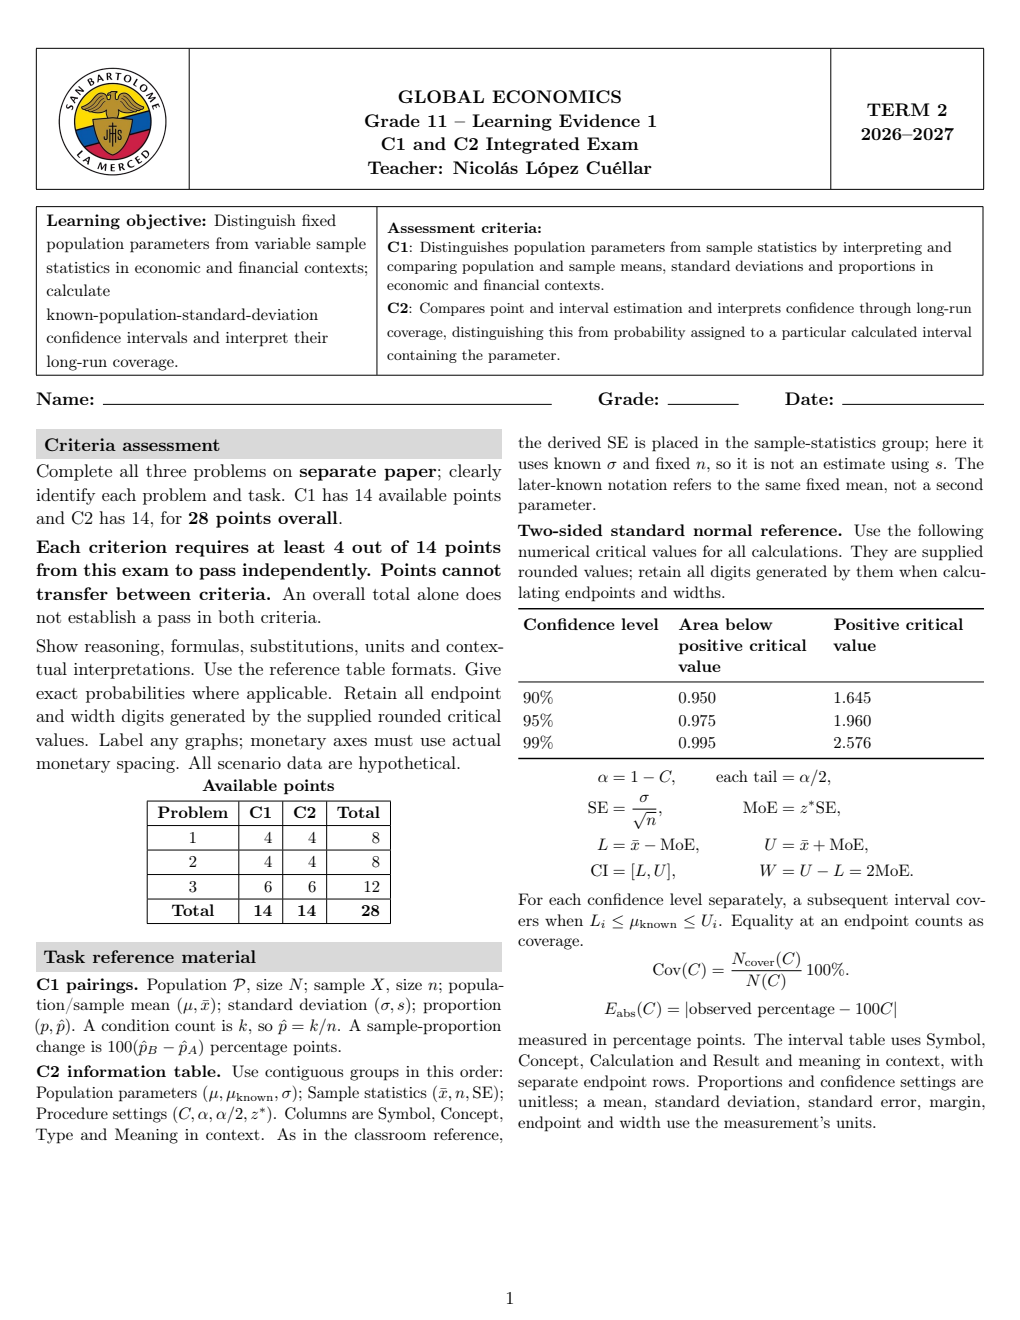 SAN BARTOLOME
LA MERCED
JHS
GLOBAL ECONOMICS
Grade 11 – Learning Evidence 1
C1 and C2 Integrated Exam
Teacher: Nicolás López Cuéllar
TERM 2
2026–2027
Learning objective: Distinguish fixed
population parameters from variable sample
statistics in economic and financial contexts;
calculate
known-population-standard-deviation
confidence intervals and interpret their
long-run coverage.
Assessment criteria:
C1: Distinguishes population parameters from sample statistics by interpreting and
comparing population and sample means, standard deviations and proportions in
economic and financial contexts.
C2: Compares point and interval estimation and interprets confidence through long-run
coverage, distinguishing this from probability assigned to a particular calculated interval
containing the parameter.
Name: Grade: Date:
Criteria assessment
Complete all three problems on separate paper; clearly
identify each problem and task. C1 has 14 available points
and C2 has 14, for 28 points overall.
Each criterion requires at least 4 out of 14 points
from this exam to pass independently. Points cannot
transfer between criteria. An overall total alone does
not establish a pass in both criteria.
Show reasoning, formulas, substitutions, units and contex-
tual interpretations. Use the reference table formats. Give
exact probabilities where applicable. Retain all endpoint
and width digits generated by the supplied rounded critical
values. Label any graphs; monetary axes must use actual
monetary spacing. All scenario data are hypothetical.
Available points
Problem C1 C2 Total
1 4 4 8
2 4 4 8
3 6 6 12
Total 14 14 28
Task reference material
C1 pairings. Population 𝒫, size N; sample X, size n; popula-
tion/sample mean (μ, x̄); standard deviation (σ, s); proportion
(p, p̂). A condition count is k, so p̂ = k/n. A sample-proportion
change is 100(p̂_B − p̂_A) percentage points.
C2 information table. Use contiguous groups in this order:
Population parameters (μ, μ_known, σ); Sample statistics (x̄, n, SE);
Procedure settings (C, α, α/2, z*). Columns are Symbol, Concept,
Type and Meaning in context. As in the classroom reference,
the derived SE is placed in the sample-statistics group; here it
uses known σ and fixed n, so it is not an estimate using s. The
later-known notation refers to the same fixed mean, not a second
parameter.
Two-sided standard normal reference. Use the following
numerical critical values for all calculations. They are supplied
rounded values; retain all digits generated by them when calcu-
lating endpoints and widths.
Confidence level Area below positive critical value Positive critical value
90% 0.950 1.645
95% 0.975 1.960
99% 0.995 2.576
α = 1 − C, each tail = α/2,
SE = σ/√n, MoE = z*SE,
L = x̄ − MoE, U = x̄ + MoE,
CI = [L, U], W = U − L = 2MoE.
For each confidence level separately, a subsequent interval cov-
ers when L_i ≤ μ_known ≤ U_i. Equality at an endpoint counts as
coverage.
Cov(C) = N_cover(C)/N(C) 100%.
E_abs(C) = |observed percentage − 100C|
measured in percentage points. The interval table uses Symbol,
Concept, Calculation and Result and meaning in context, with
separate endpoint rows. Proportions and confidence settings are
unitless; a mean, standard deviation, standard error, margin,
endpoint and width use the measurement's units.
1